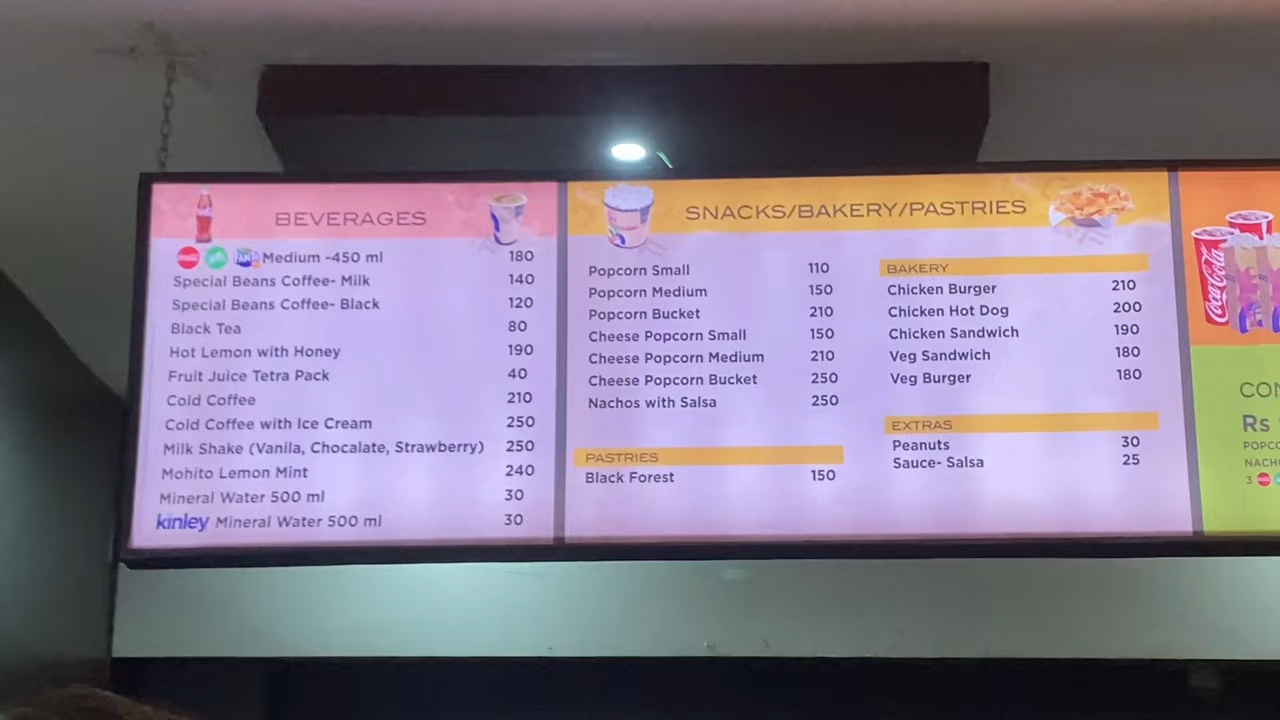 BEVERAGES
Medium -450 ml 180
Special Beans Coffee- Milk 140
Special Beans Coffee- Black 120
Black Tea 80
Hot Lemon with Honey 190
Fruit Juice Tetra Pack 40
Cold Coffee 210
Cold Coffee with Ice Cream 250
Milk Shake (Vanila, Chocalate, Strawberry) 250
Mohito Lemon Mint 240
Mineral Water 500 ml 30
kinley Mineral Water 500 ml 30
SNACKS/BAKERY/PASTRIES
Popcorn Small 110
Popcorn Medium 150
Popcorn Bucket 210
Cheese Popcorn Small 150
Cheese Popcorn Medium 210
Cheese Popcorn Bucket 250
Nachos with Salsa 250
PASTRIES
Black Forest 150
BAKERY
Chicken Burger 210
Chicken Hot Dog 200
Chicken Sandwich 190
Veg Sandwich 180
Veg Burger 180
EXTRAS
Peanuts 30
Sauce- Salsa 25
Coca-Cola
Rs
3